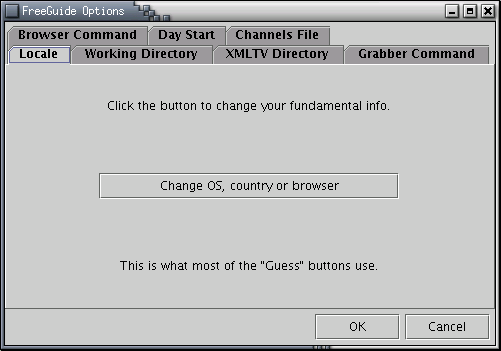 FreeGuide Options
Browser Command Day Start Channels File
Locale Working Directory XMLTV Directory Grabber Command
Click the button to change your fundamental info.
Change OS, country or browser
This is what most of the "Guess" buttons use.
OK Cancel